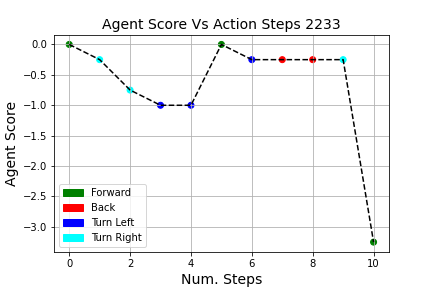 Agent Score Vs Action Steps 2233
0.0
−0.5
−1.0
−1.5
−2.0
−2.5
−3.0
Agent Score
Forward
Back
Turn Left
Turn Right
0 2 4 6 8 10
Num. Steps